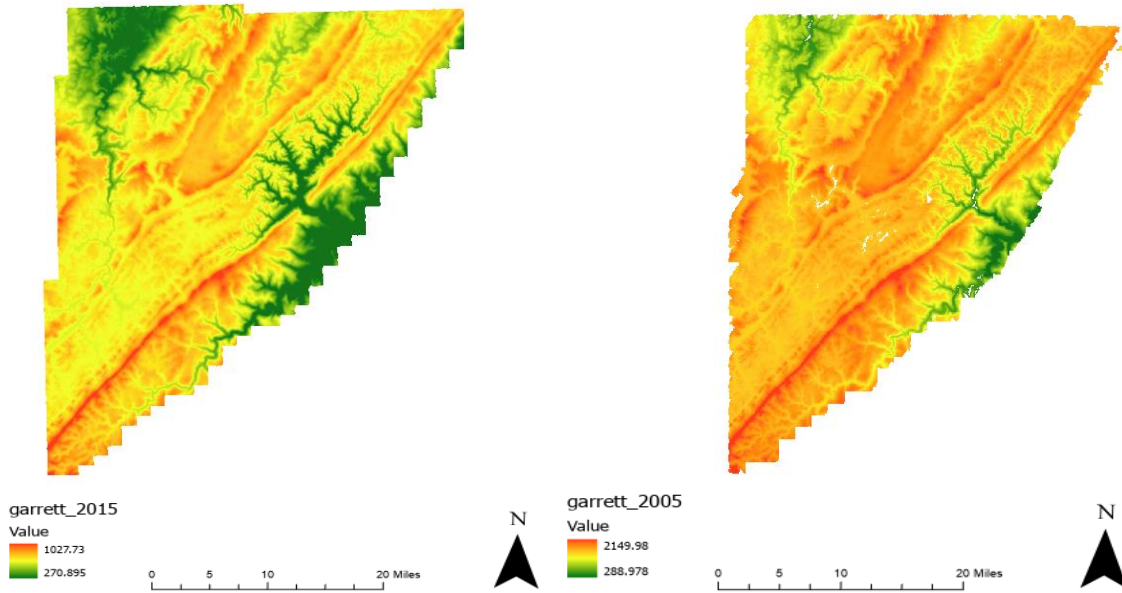 garrett_2015
Value
1027.73
270.895
0 5 10 20 Miles
N
garrett_2005
Value
2149.98
288.978
0 5 10 20 Miles
N